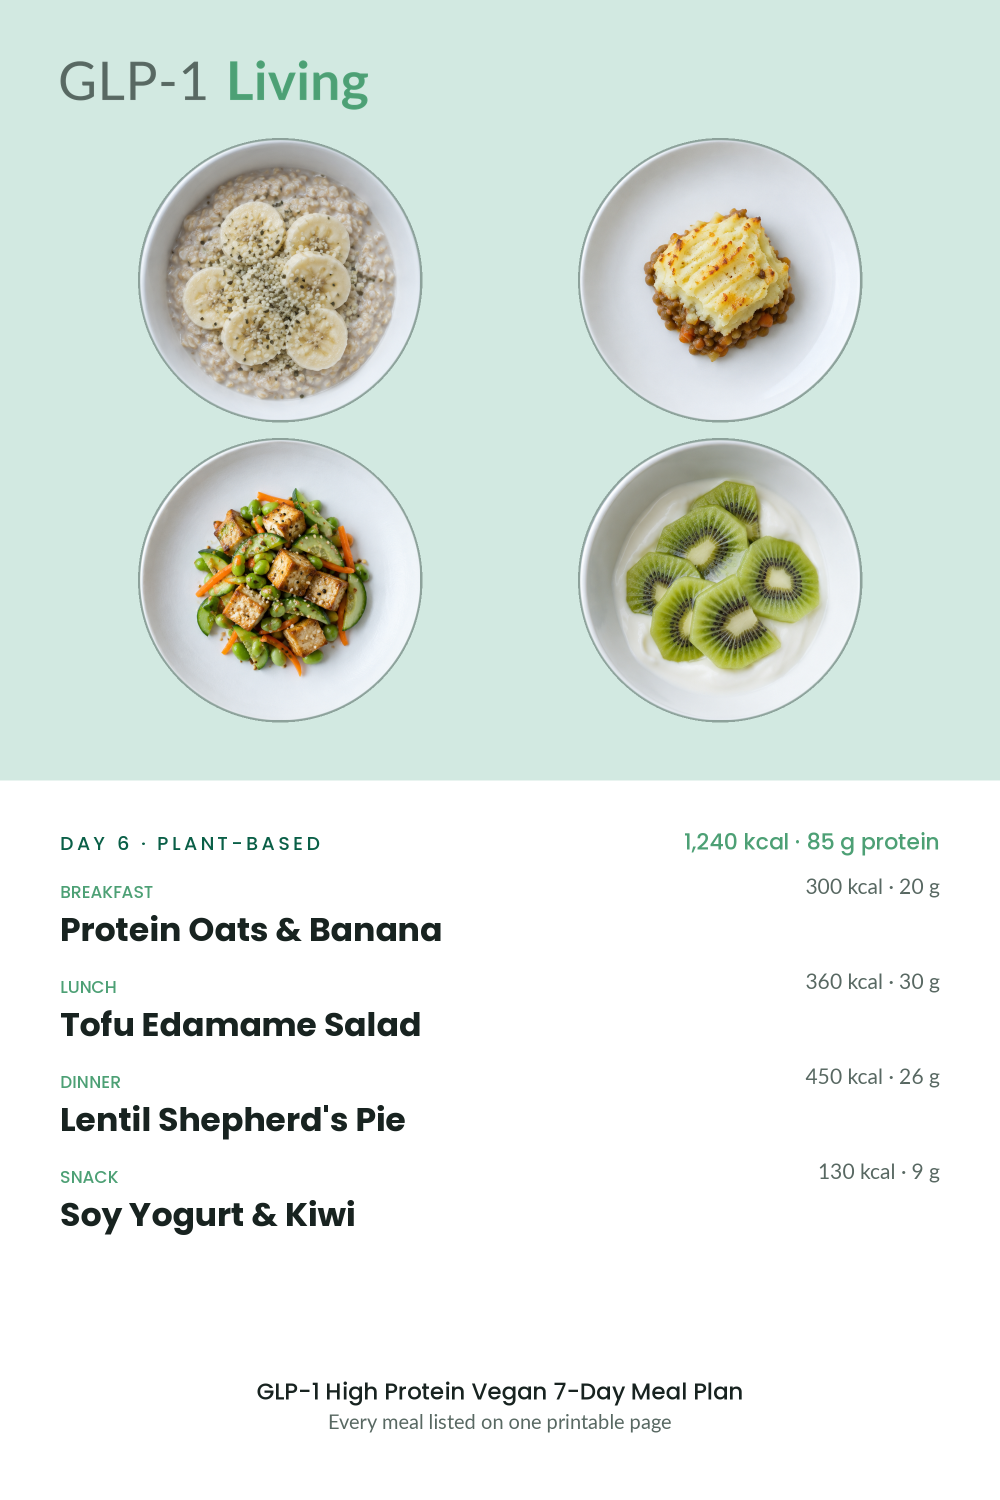 GLP-1 Living
DAY 6 · PLANT-BASED
1,240 kcal · 85 g protein
BREAKFAST
300 kcal · 20 g
Protein Oats & Banana
LUNCH
360 kcal · 30 g
Tofu Edamame Salad
DINNER
450 kcal · 26 g
Lentil Shepherd's Pie
SNACK
130 kcal · 9 g
Soy Yogurt & Kiwi
GLP-1 High Protein Vegan 7-Day Meal Plan
Every meal listed on one printable page